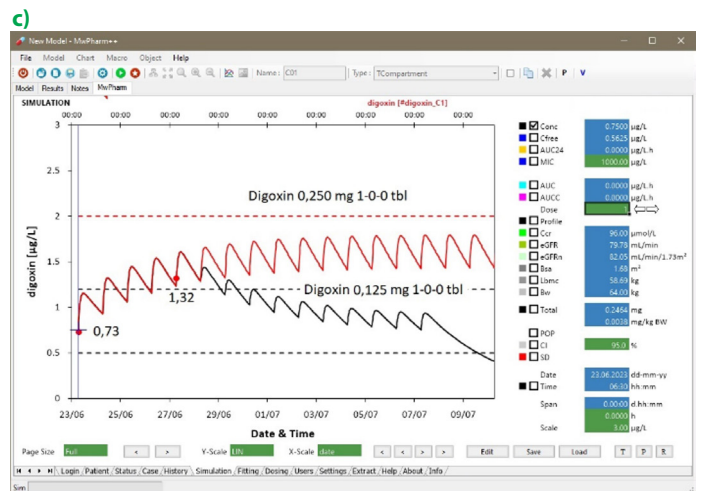 c)
New Model - MwPharm++
File Model Chart Macro Object Help
Name: C01 Type: TCompartment P V
Model Results Notes MwPharm
SIMULATION digoxin [#digoxin_C1]
00:00 00:00 00:00 00:00 00:00 00:00 00:00 00:00 00:00
3
2.5
2
1.5
1
0.5
0
digoxin [µg/L]
Digoxin 0,250 mg 1-0-0 tbl
Digoxin 0,125 mg 1-0-0 tbl
1,32
0,73
23/06 25/06 27/06 29/06 01/07 03/07 05/07 07/07 09/07
Date & Time
Conc 0.7500 µg/L
Cfree 0.5625 µg/L
AUC24 0.0000 µg/L.h
MIC 1000.00 µg/L
AUC 0.0000 µg/L.h
AUCC 0.0000 µg/L.h
Dose 1
Profile
Ccr 96.00 µmol/L
eGFR 79.78 mL/min
eGFRn 82.05 mL/min/1.73m²
Bsa 1.68 m²
Lbmc 58.69 kg
Bw 64.00 kg
Total 0.2464 mg
0.0038 mg/kg BW
POP
CI 95.0 %
SD
Date 23.06.2023 dd-mm-yy
Time 06:30 hh:mm
Span 0.00:00 d.hh:mm
0.0000 h
Scale 3.00 µg/L
Page Size Full < > Y-Scale LIN X-Scale date < < > > Edit Save Load T P R
Login / Patient / Status / Case / History \ Simulation / Fitting / Dosing / Users / Settings / Extract / Help / About / Info /
Sim